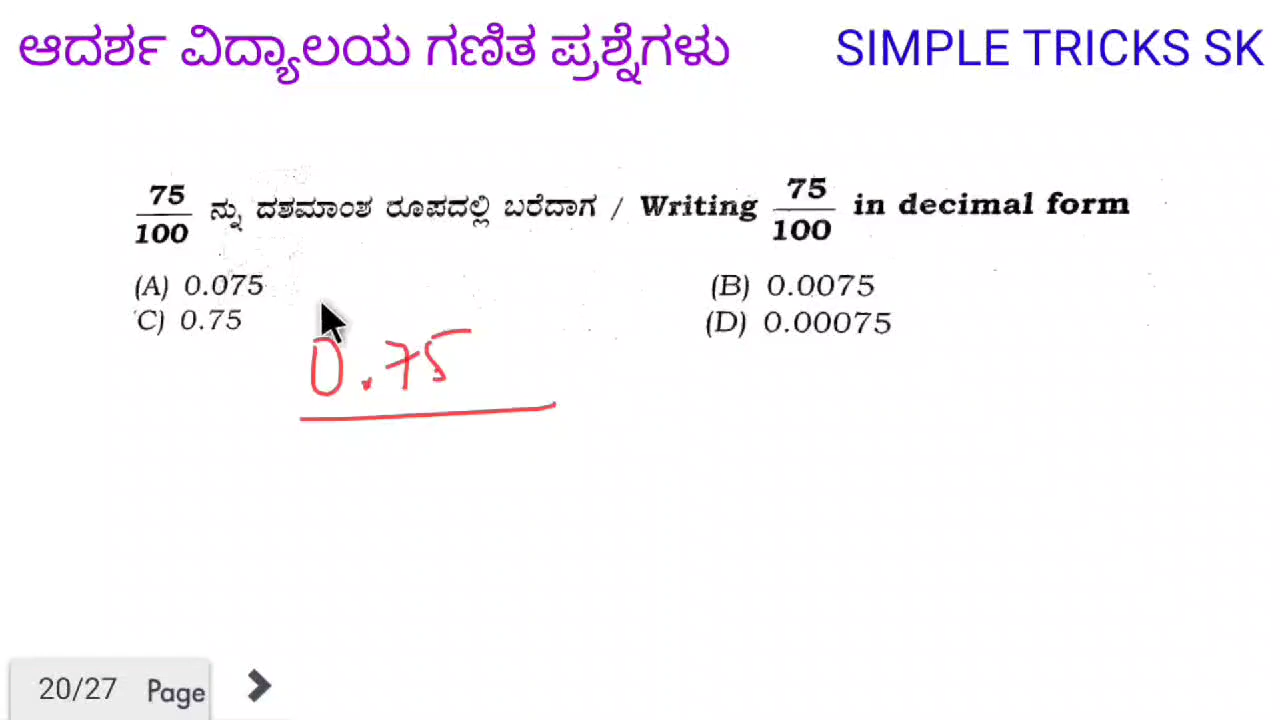 ಆದರ್ಶ ವಿದ್ಯಾಲಯ ಗಣಿತ ಪ್ರಶ್ನೆಗಳು SIMPLE TRICKS SK
75/100 ನ್ನು ದಶಮಾಂಶ ರೂಪದಲ್ಲಿ ಬರೆದಾಗ / Writing 75/100 in decimal form
(A) 0.075 (B) 0.0075
C) 0.75 (D) 0.00075
0.75
20/27 Page